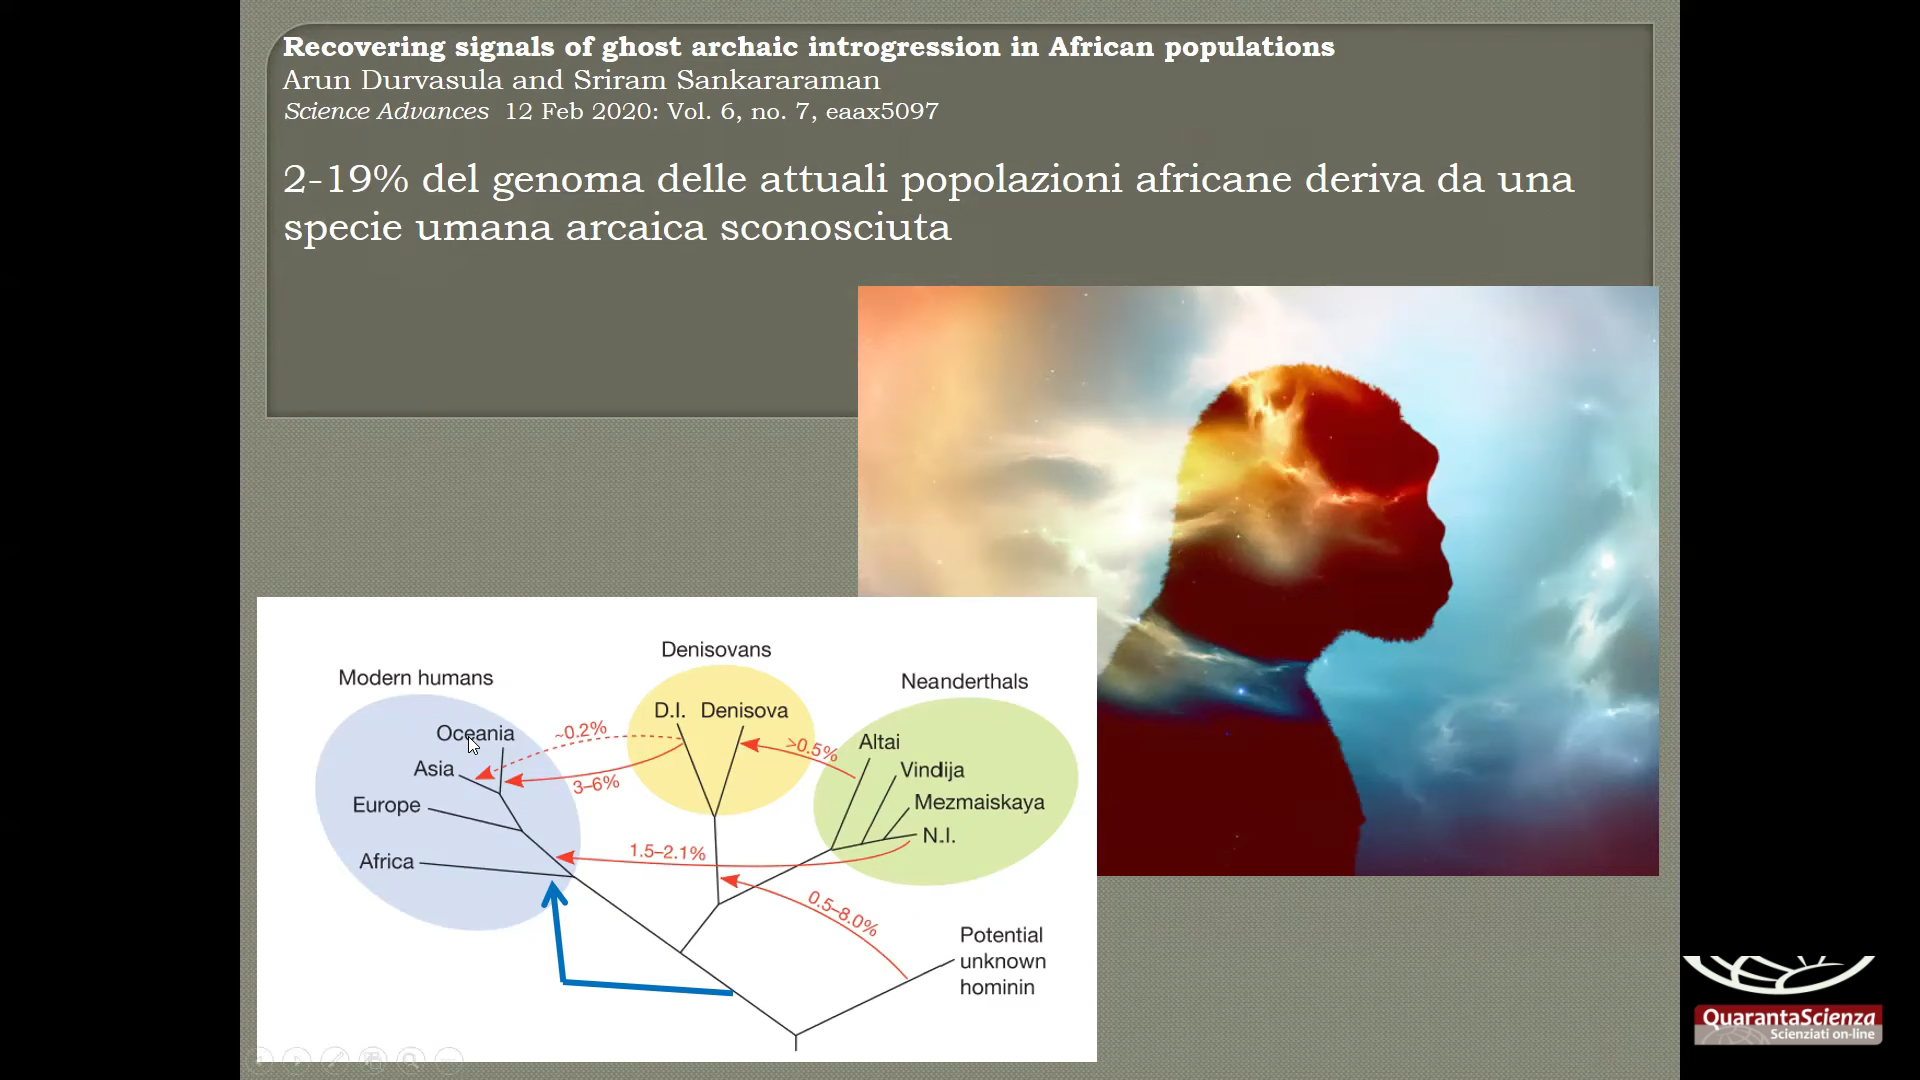 Recovering signals of ghost archaic introgression in African populations
Arun Durvasula and Sriram Sankararaman
Science Advances 12 Feb 2020: Vol. 6, no. 7, eaax5097
2-19% del genoma delle attuali popolazioni africane deriva da una
specie umana arcaica sconosciuta
Denisovans
Modern humans
Neanderthals
D.I. Denisova
Oceania
~0.2%
>0.5%
Altai
Asia
Vindija
3–6%
Europe
Mezmaiskaya
N.I.
1.5–2.1%
Africa
0.5–8.0%
Potential
unknown
hominin
QuarantaScienza
Scienziati on-line